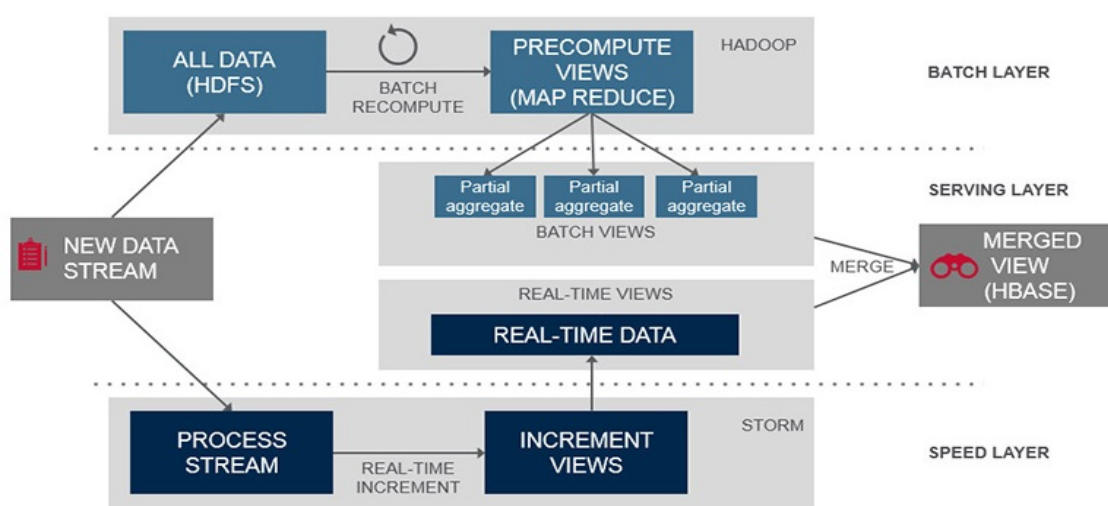 ALL DATA
(HDFS)
BATCH
RECOMPUTE
PRECOMPUTE
VIEWS
(MAP REDUCE)
HADOOP
BATCH LAYER
Partial
aggregate
Partial
aggregate
Partial
aggregate
BATCH VIEWS
SERVING LAYER
NEW DATA
STREAM
MERGE
MERGED
VIEW
(HBASE)
REAL-TIME VIEWS
REAL-TIME DATA
PROCESS
STREAM
REAL-TIME
INCREMENT
INCREMENT
VIEWS
STORM
SPEED LAYER